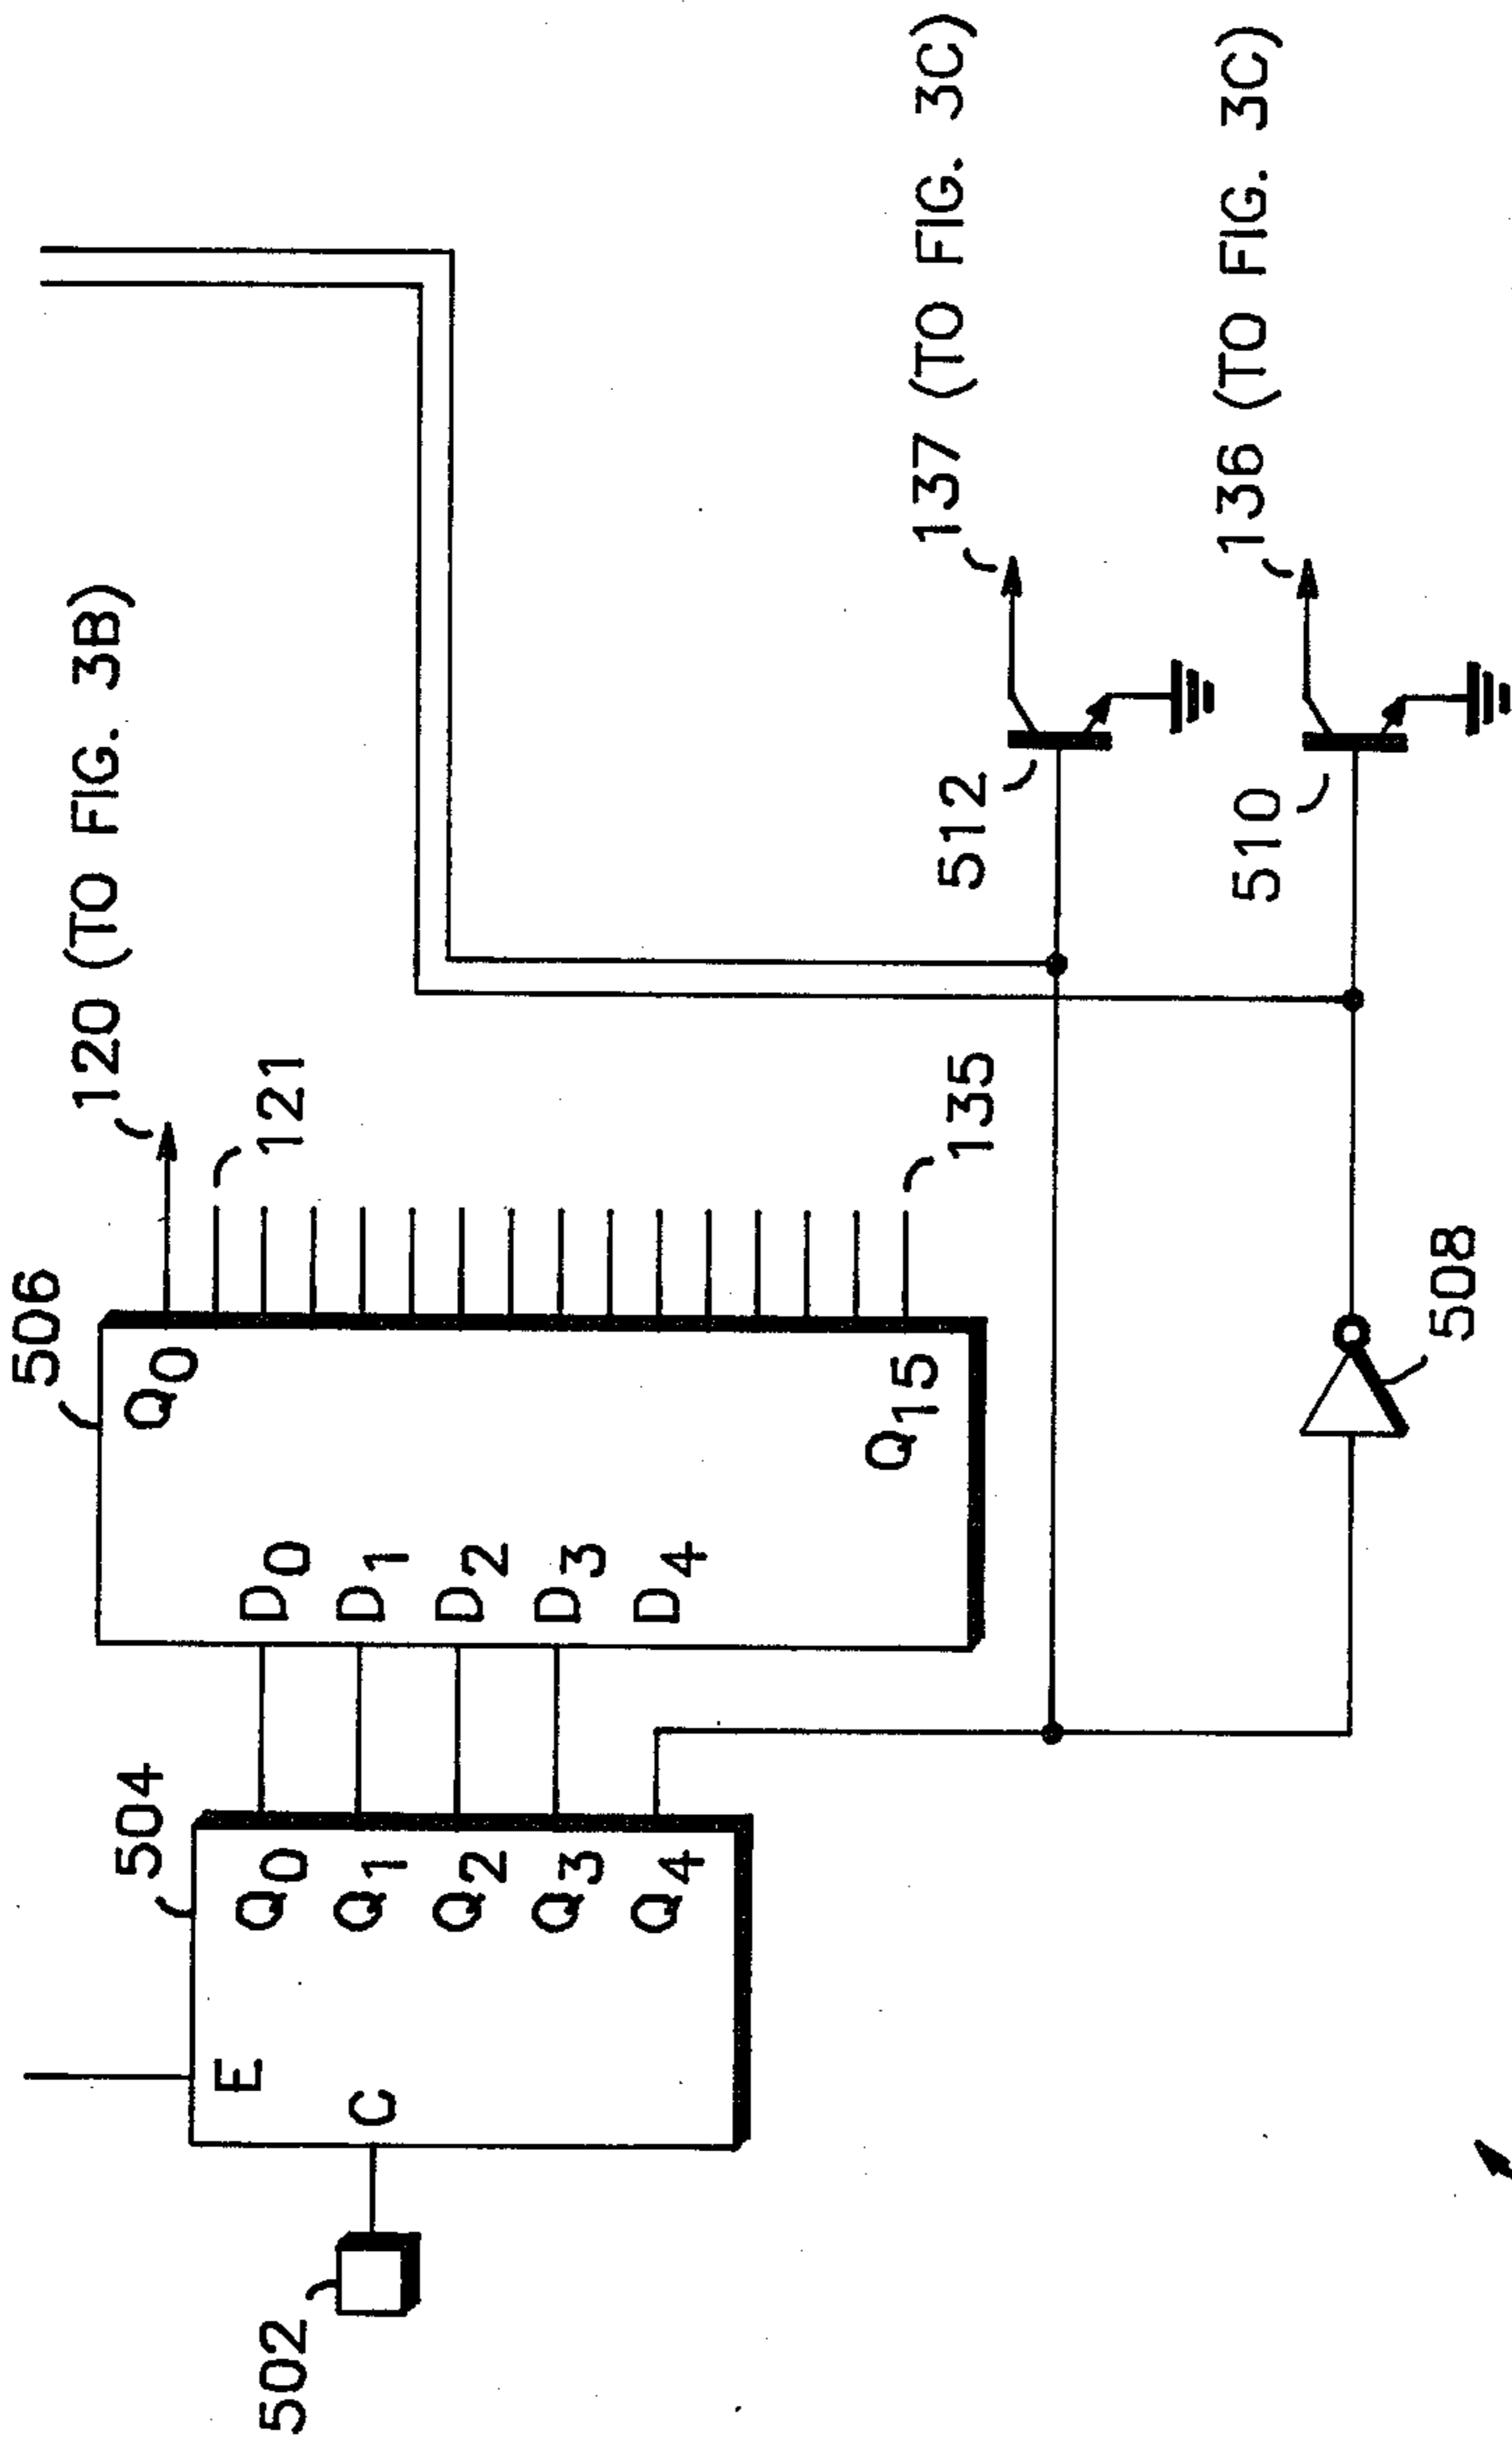 120 (TO FIG. 3B)
506
121
504
Q0
D0
Q0
E
Q1
D1
C
Q2
D2
502
Q3
D3
Q4
D4
Q15
135
512
137 (TO FIG. 3C)
510
136 (TO FIG. 3C)
508